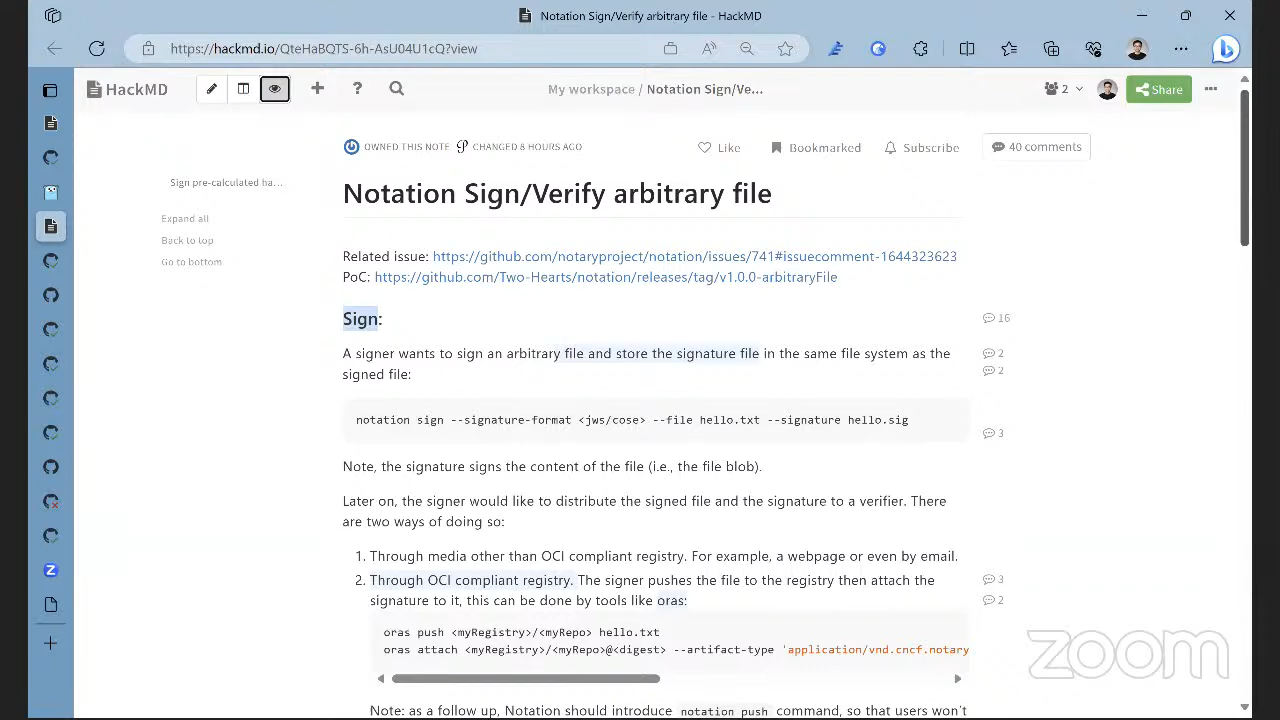 Notation Sign/Verify arbitrary file - HackMD
https://hackmd.io/QteHaBQTS-6h-AsU04U1cQ?view
HackMD
My workspace / Notation Sign/Ve...
2
Share
OWNED THIS NOTE
CHANGED 8 HOURS AGO
Like
Bookmarked
Subscribe
40 comments
Sign pre-calculated ha...
Expand all
Back to top
Go to bottom
Notation Sign/Verify arbitrary file
Related issue: https://github.com/notaryproject/notation/issues/741#issuecomment-1644323623
PoC: https://github.com/Two-Hearts/notation/releases/tag/v1.0.0-arbitraryFile
Sign:
16
A signer wants to sign an arbitrary file and store the signature file in the same file system as the
2
signed file:
2
notation sign --signature-format <jws/cose> --file hello.txt --signature hello.sig
3
Note, the signature signs the content of the file (i.e., the file blob).
Later on, the signer would like to distribute the signed file and the signature to a verifier. There
are two ways of doing so:
1. Through media other than OCI compliant registry. For example, a webpage or even by email.
2. Through OCI compliant registry. The signer pushes the file to the registry then attach the
3
signature to it, this can be done by tools like oras:
2
oras push <myRegistry>/<myRepo> hello.txt
oras attach <myRegistry>/<myRepo>@<digest> --artifact-type 'application/vnd.cncf.notary
Note: as a follow up, Notation should introduce notation push command, so that users won't
zoom